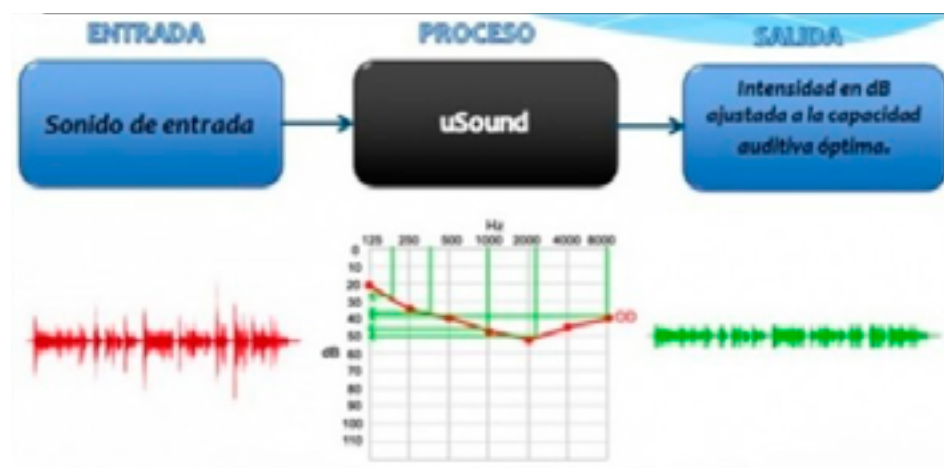 ENTRADA
PROCESO
SALIDA
Sonido de entrada
uSound
Intensidad en dB
ajustada a la capacidad
auditiva óptima.
Hz
125 250 500 1000 2000 4000 8000
0
10
20
30
40
50
60
70
80
90
100
110
dB
OD